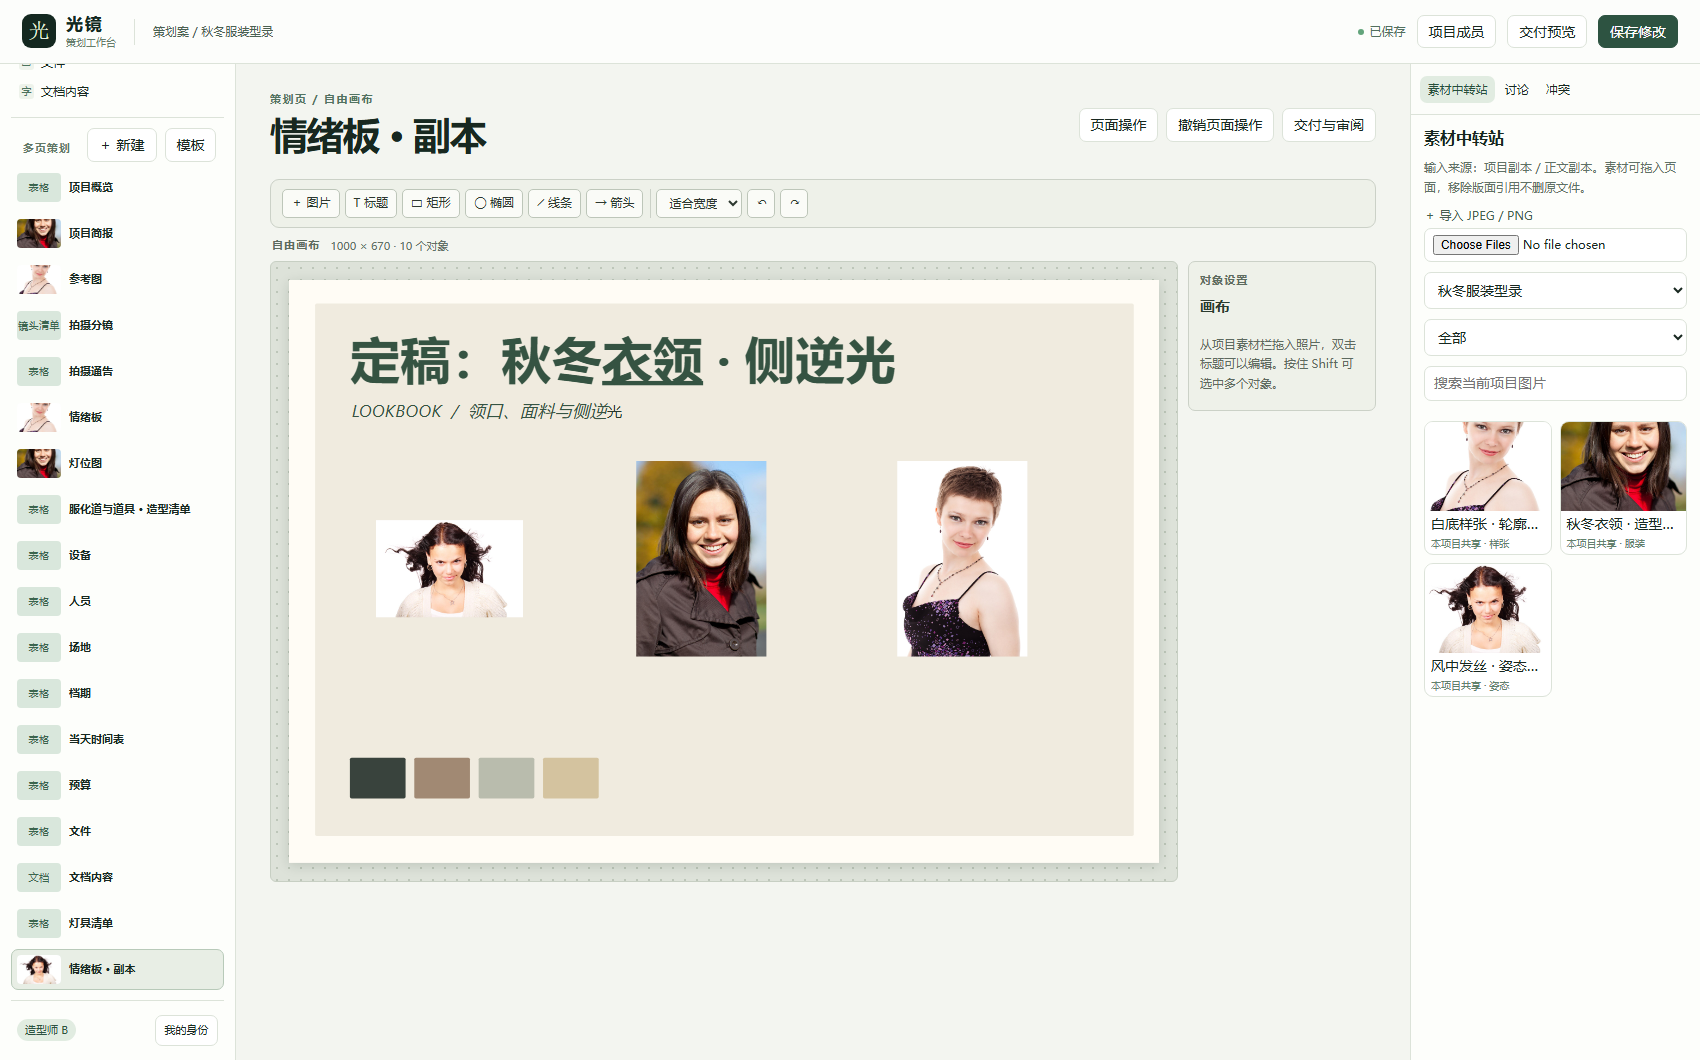 光 光镜
策划工作台
策划案 / 秋冬服装型录
已保存
项目成员
交付预览
保存修改
文件
字 文档内容
多页策划
+ 新建
模板
表格 项目概览
项目简报
参考图
镜头清单 拍摄分镜
表格 拍摄通告
情绪板
灯位图
表格 服化道与道具 • 造型清单
表格 设备
表格 人员
表格 场地
表格 档期
表格 当天时间表
表格 预算
表格 文件
文档 文档内容
表格 灯具清单
情绪板 • 副本
造型师 B
我的身份
策划页 / 自由画布
情绪板 • 副本
页面操作
撤销页面操作
交付与审阅
+ 图片
T 标题
矩形
椭圆
线条
箭头
适合宽度
自由画布 1000 × 670 · 10 个对象
定稿：秋冬衣领 · 侧逆光
LOOKBOOK / 领口、面料与侧逆光
对象设置
画布
从项目素材栏拖入照片，双击
标题可以编辑。按住 Shift 可
选中多个对象。
素材中转站
讨论
冲突
素材中转站
输入来源：项目副本 / 正文副本。素材可拖入页
面，移除版面引用不删原文件。
+ 导入 JPEG / PNG
Choose Files No file chosen
秋冬服装型录
全部
搜索当前项目图片
白底样张 · 轮廓...
本项目共享 · 样张
秋冬衣领 · 造型...
本项目共享 · 服装
风中发丝 · 姿态...
本项目共享 · 姿态